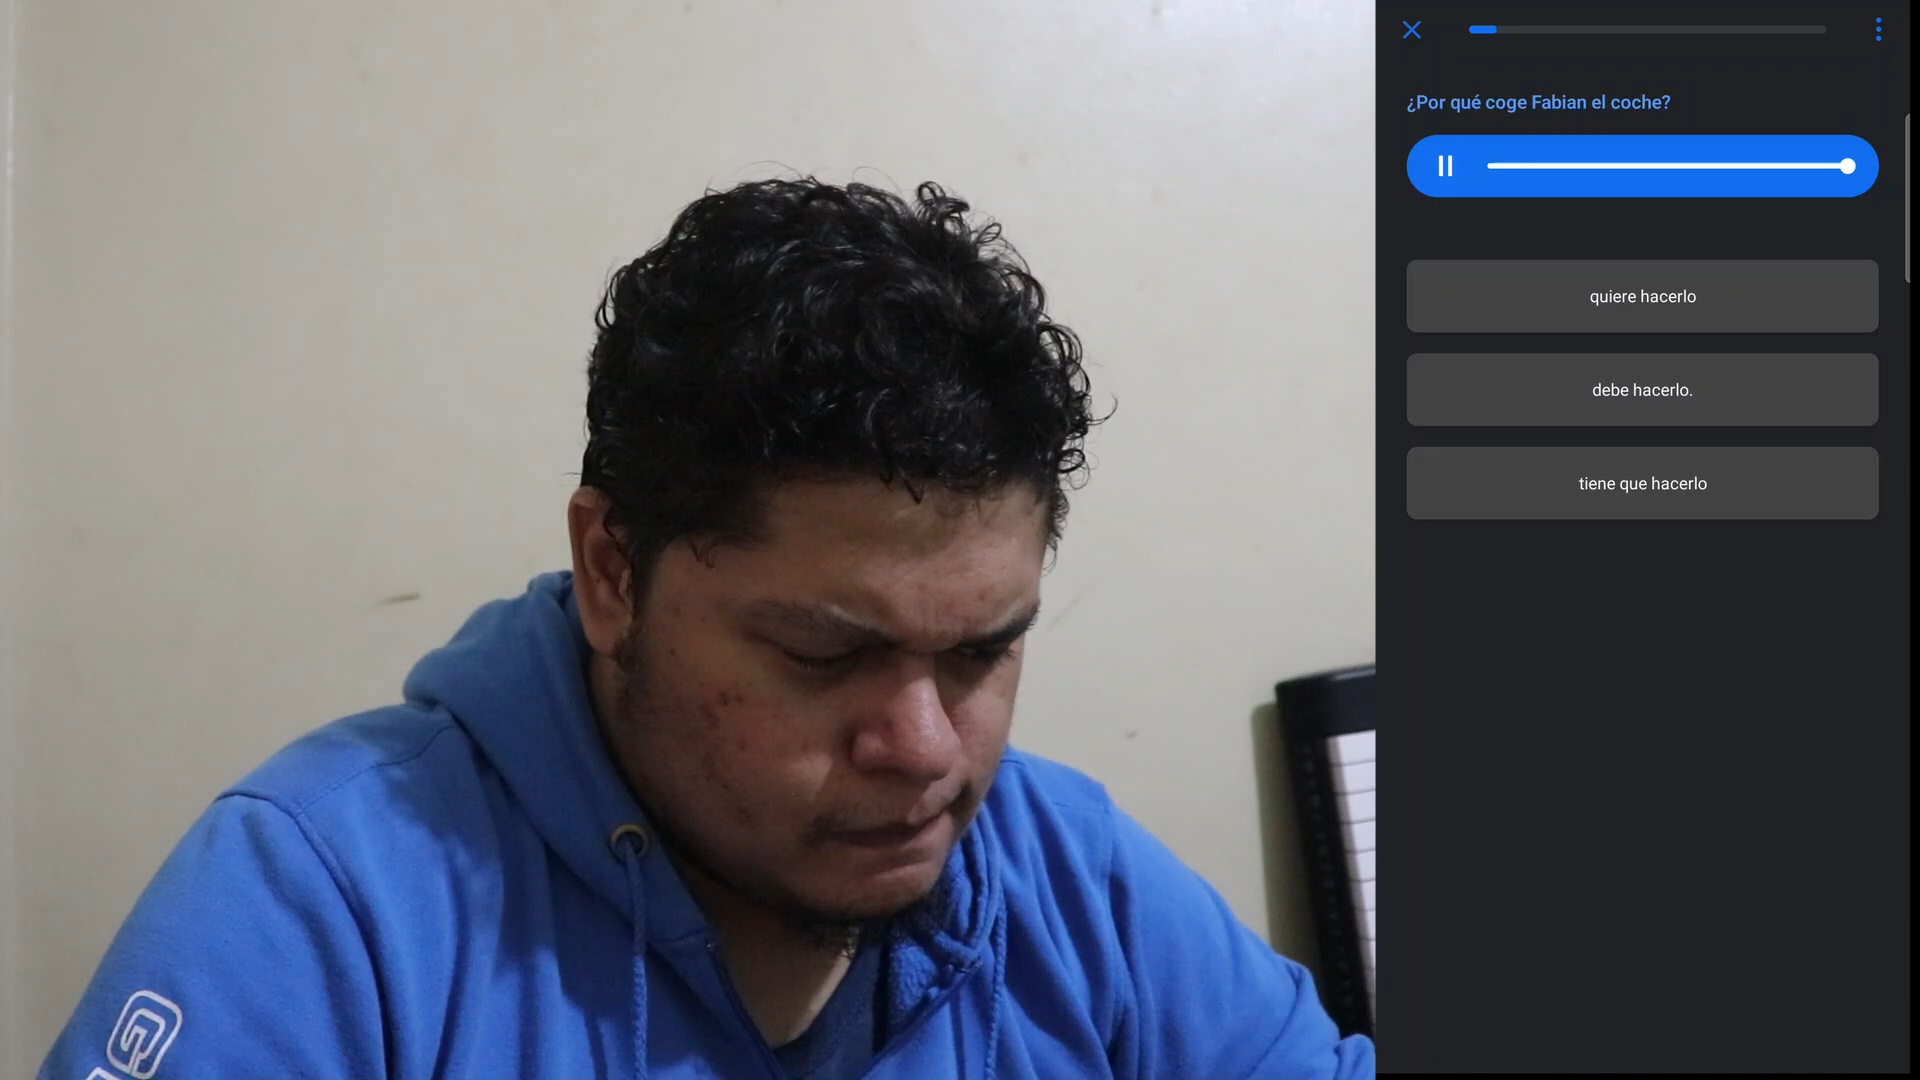 ¿Por qué coge Fabian el coche?
quiere hacerlo
debe hacerlo.
tiene que hacerlo